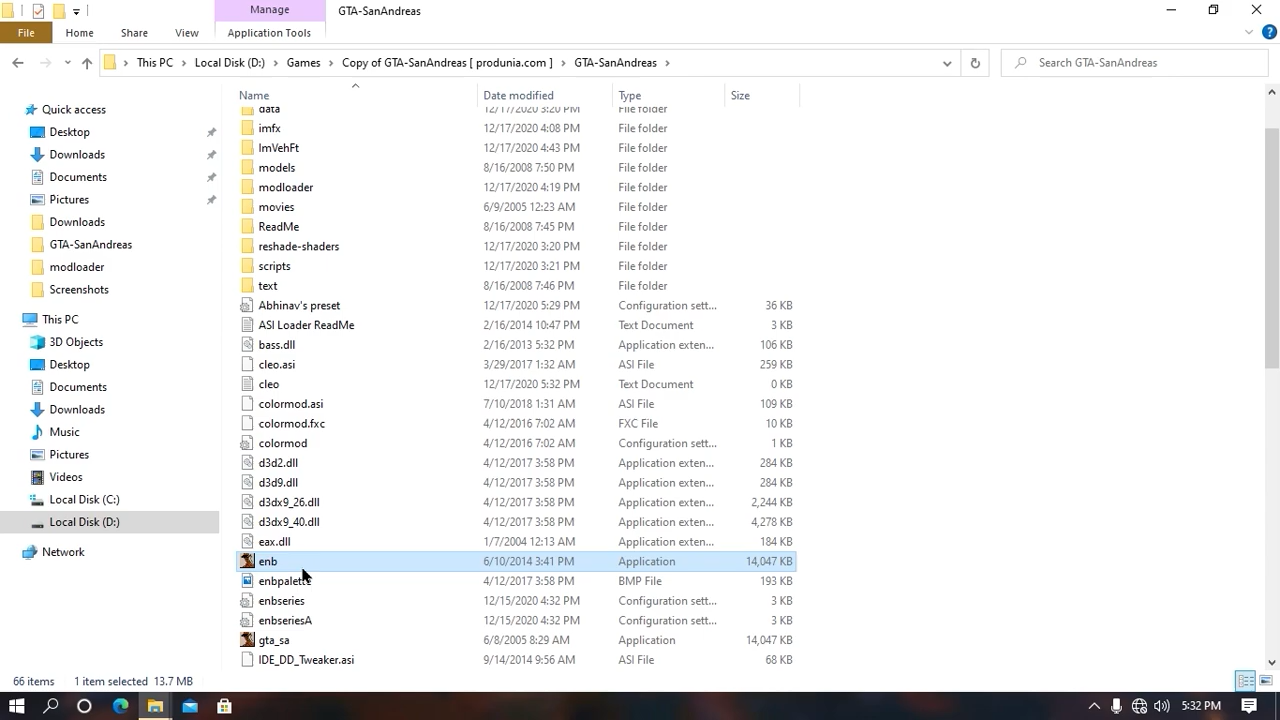 Manage
GTA-SanAndreas
File
Home
Share
View
Application Tools
This PC > Local Disk (D:) > Games > Copy of GTA-SanAndreas [ produnia.com ] > GTA-SanAndreas >
Search GTA-SanAndreas
Name Date modified Type Size
Quick access
Desktop
Downloads
Documents
Pictures
Downloads
GTA-SanAndreas
modloader
Screenshots
This PC
3D Objects
Desktop
Documents
Downloads
Music
Pictures
Videos
Local Disk (C:)
Local Disk (D:)
Network
data 12/17/2020 3:20 PM File folder
imfx 12/17/2020 4:08 PM File folder
ImVehFt 12/17/2020 4:43 PM File folder
models 8/16/2008 7:50 PM File folder
modloader 12/17/2020 4:19 PM File folder
movies 6/9/2005 12:23 AM File folder
ReadMe 8/16/2008 7:45 PM File folder
reshade-shaders 12/17/2020 3:20 PM File folder
scripts 12/17/2020 3:21 PM File folder
text 8/16/2008 7:46 PM File folder
Abhinav's preset 12/17/2020 5:29 PM Configuration sett... 36 KB
ASI Loader ReadMe 2/16/2014 10:47 PM Text Document 3 KB
bass.dll 2/16/2013 5:32 PM Application exten... 106 KB
cleo.asi 3/29/2017 1:32 AM ASI File 259 KB
cleo 12/17/2020 5:32 PM Text Document 0 KB
colormod.asi 7/10/2018 1:31 AM ASI File 109 KB
colormod.fxc 4/12/2016 7:02 AM FXC File 10 KB
colormod 4/12/2016 7:02 AM Configuration sett... 1 KB
d3d2.dll 4/12/2017 3:58 PM Application exten... 284 KB
d3d9.dll 4/12/2017 3:58 PM Application exten... 284 KB
d3dx9_26.dll 4/12/2017 3:58 PM Application exten... 2,244 KB
d3dx9_40.dll 4/12/2017 3:58 PM Application exten... 4,278 KB
eax.dll 1/7/2004 12:13 AM Application exten... 184 KB
enb 6/10/2014 3:41 PM Application 14,047 KB
enbpalette 4/12/2017 3:58 PM BMP File 193 KB
enbseries 12/15/2020 4:32 PM Configuration sett... 3 KB
enbseriesA 12/15/2020 4:32 PM Configuration sett... 3 KB
gta_sa 6/8/2005 8:29 AM Application 14,047 KB
IDE_DD_Tweaker.asi 9/14/2014 9:56 AM ASI File 68 KB
66 items 1 item selected 13.7 MB
5:32 PM